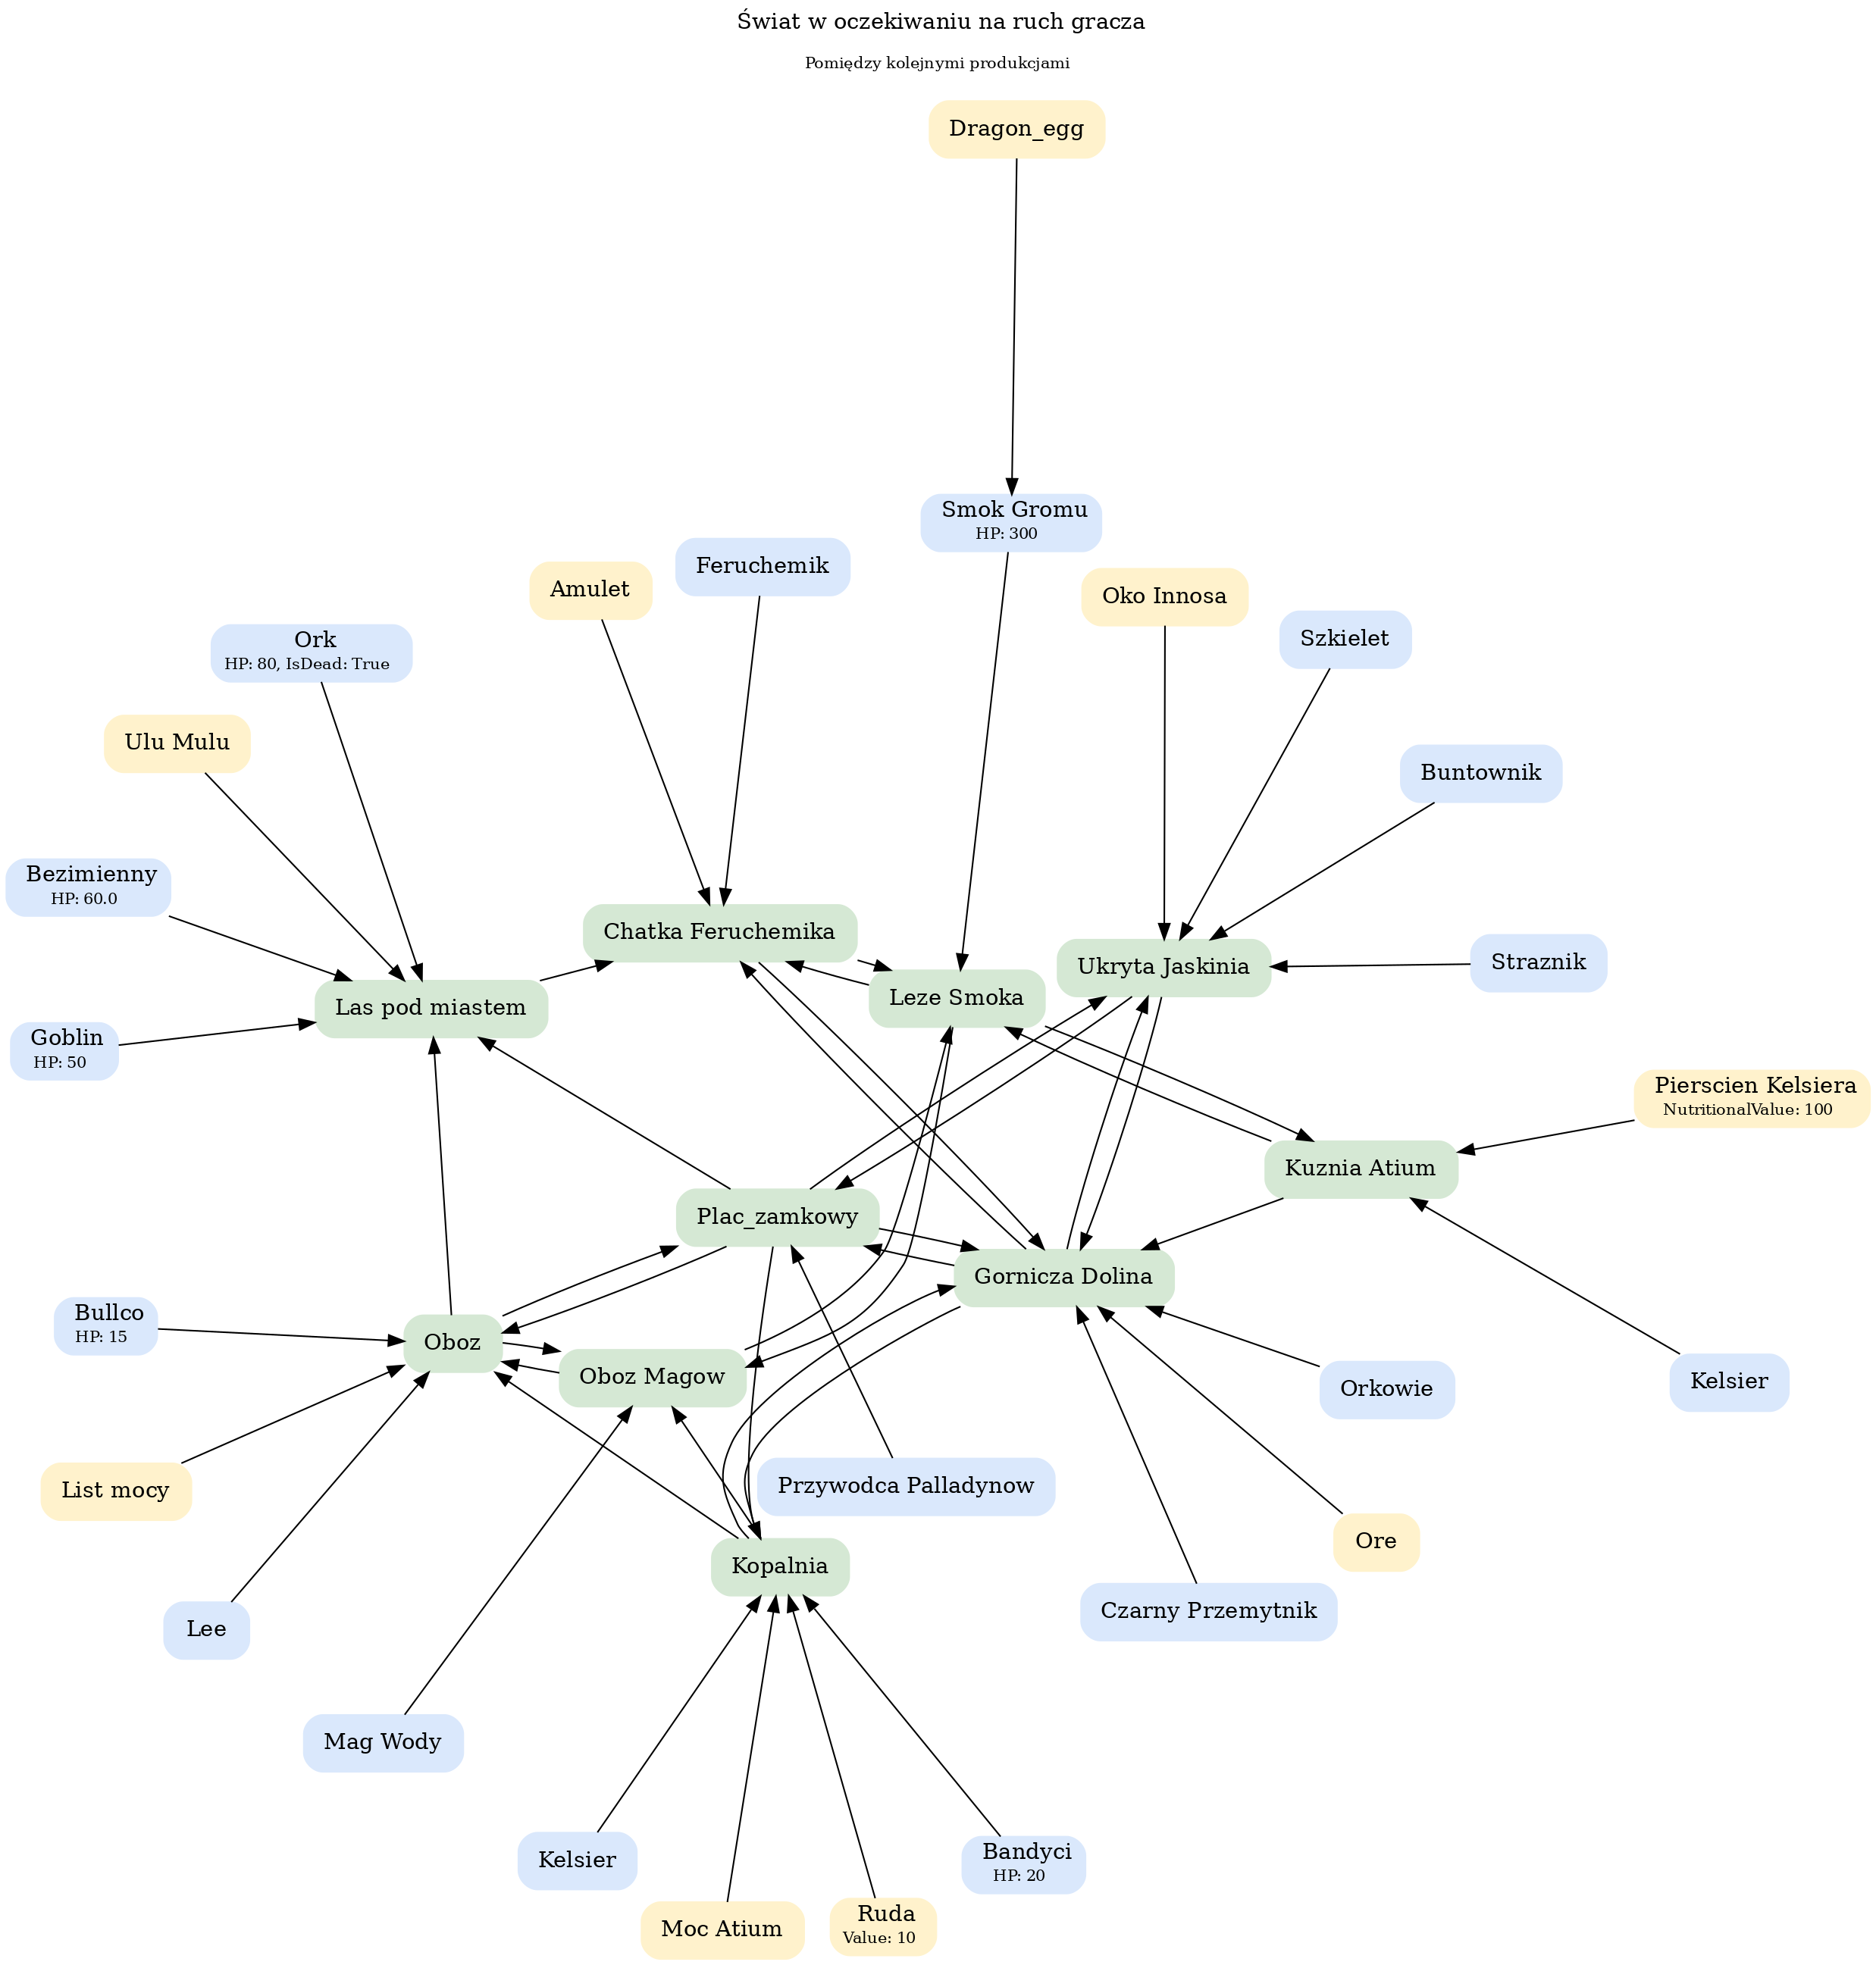 Świat w oczekiwaniu na ruch gracza
Pomiędzy kolejnymi produkcjami
Dragon_egg
Smok Gromu
HP: 300
Feruchemik
Amulet
Oko Innosa
Szkielet
Ork
HP: 80, IsDead: True
Ulu Mulu
Buntownik
Bezimienny
HP: 60.0
Chatka Feruchemika
Ukryta Jaskinia
Straznik
Leze Smoka
Las pod miastem
Goblin
HP: 50
Pierscien Kelsiera
NutritionalValue: 100
Kuznia Atium
Plac_zamkowy
Gornicza Dolina
Bullco
HP: 15
Oboz
Oboz Magow
Orkowie
Kelsier
List mocy
Przywodca Palladynow
Ore
Kopalnia
Czarny Przemytnik
Lee
Mag Wody
Kelsier
Bandyci
HP: 20
Moc Atium
Ruda
Value: 10